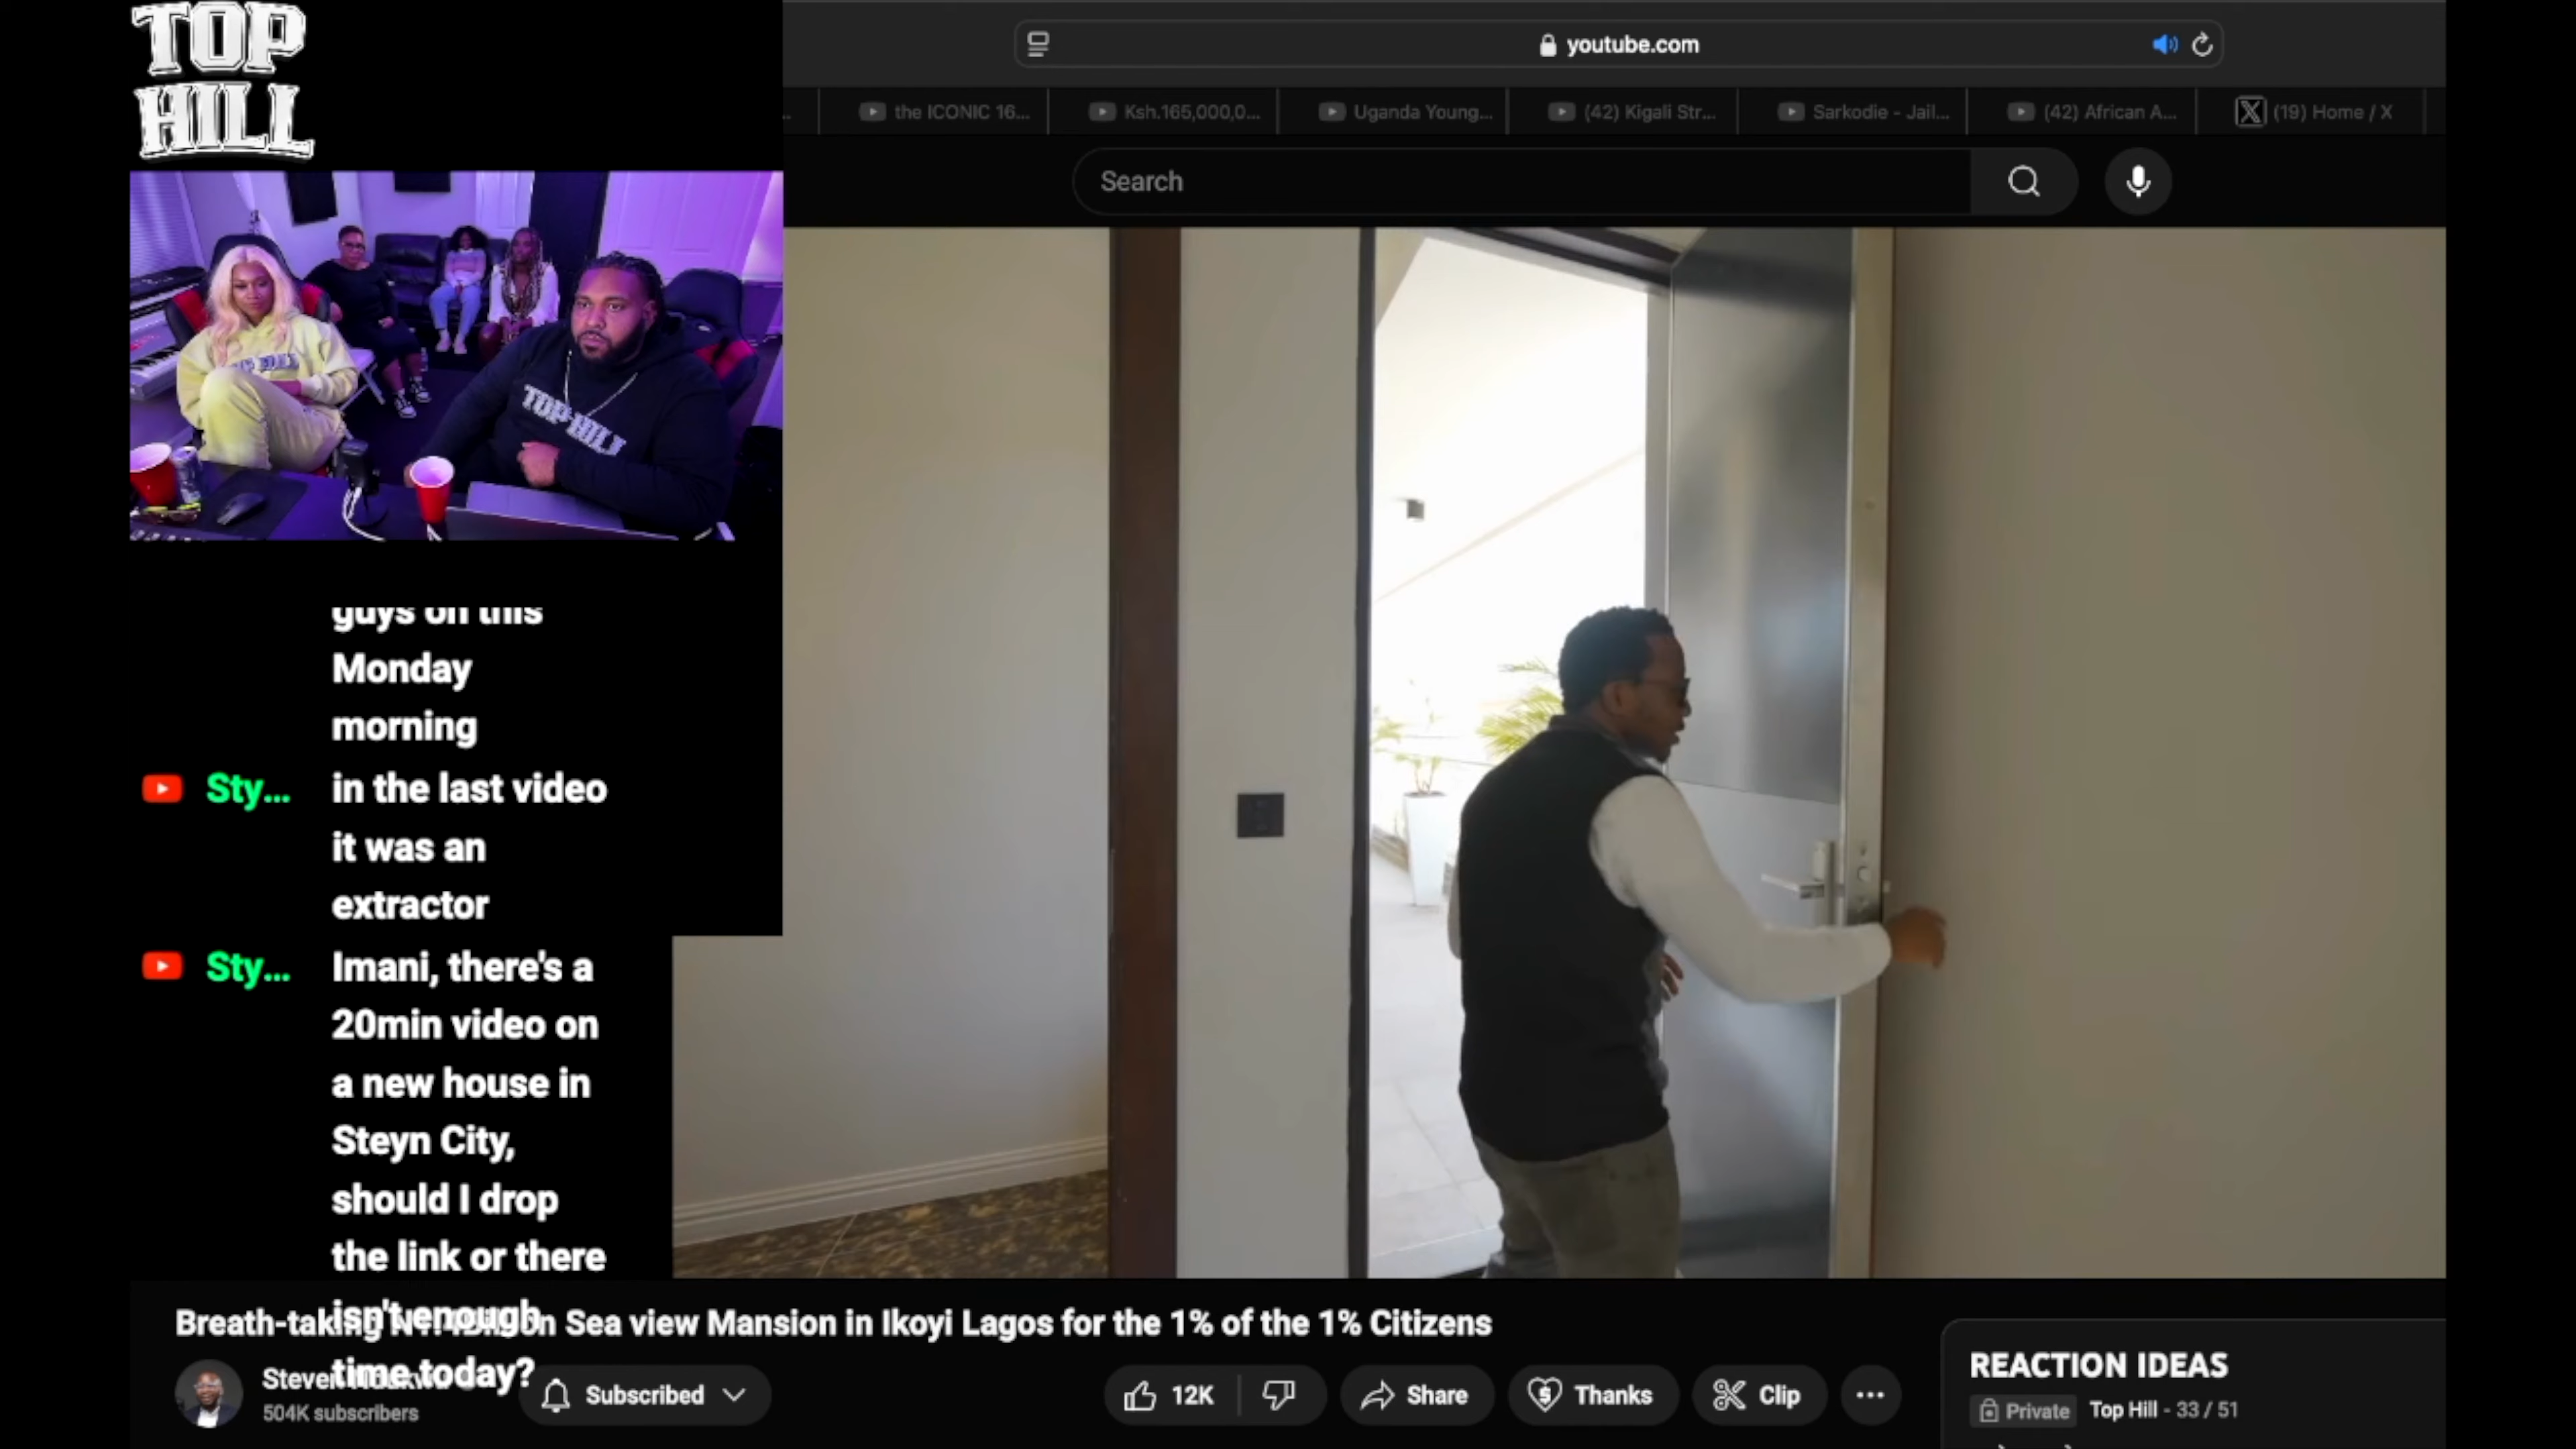 TOP
HILL
youtube.com
the ICONIC 16...
Ksh.165,000,0...
Uganda Young...
(42) Kigali Str...
Sarkodie - Jail...
(42) African A...
(19) Home / X
Search
TOP HILL
guys on this
Monday
morning
Sty... in the last video
it was an
extractor
Sty... Imani, there's a
20min video on
a new house in
Steyn City,
should I drop
the link or there
isn't enough
time today?
Breath-taking Sea view Mansion in Ikoyi Lagos for the 1% of the 1% Citizens
504K subscribers
Subscribed
12K
Share
Thanks
Clip
REACTION IDEAS
Private Top Hill - 33 / 51